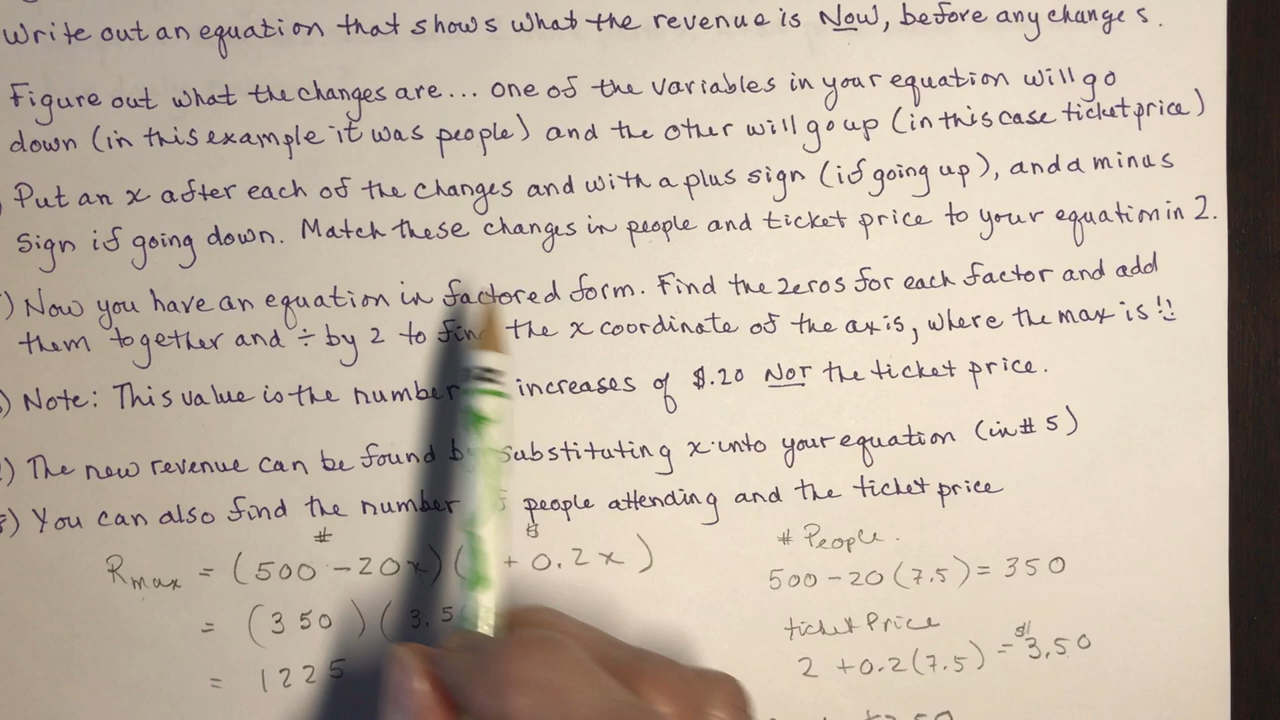 Write out an equation that shows what the revenue is Now, before any changes.
Figure out what the changes are... one of the variables in your equation will go
down (in this example it was people) and the other will go up (in this case ticket price)
Put an x after each of the changes and with a plus sign (if going up), and a minus
sign if going down. Match these changes in people and ticket price to your equation in 2.
) Now you have an equation in factored form. Find the zeros for each factor and add
them together and ÷ by 2 to find the x coordinate of the axis, where the max is !!
) Note: This value is the number increases of $.20 NOT the ticket price.
) The new revenue can be found by substituting x into your equation (in # 5)
) You can also find the number people attending and the ticket price
# $
Rmax = (500 - 20x)( + 0.2x)
= (350)(3.5
= 1225
# People.
500 - 20(7.5) = 350
ticket Price
2 + 0.2(7.5) = $3.50